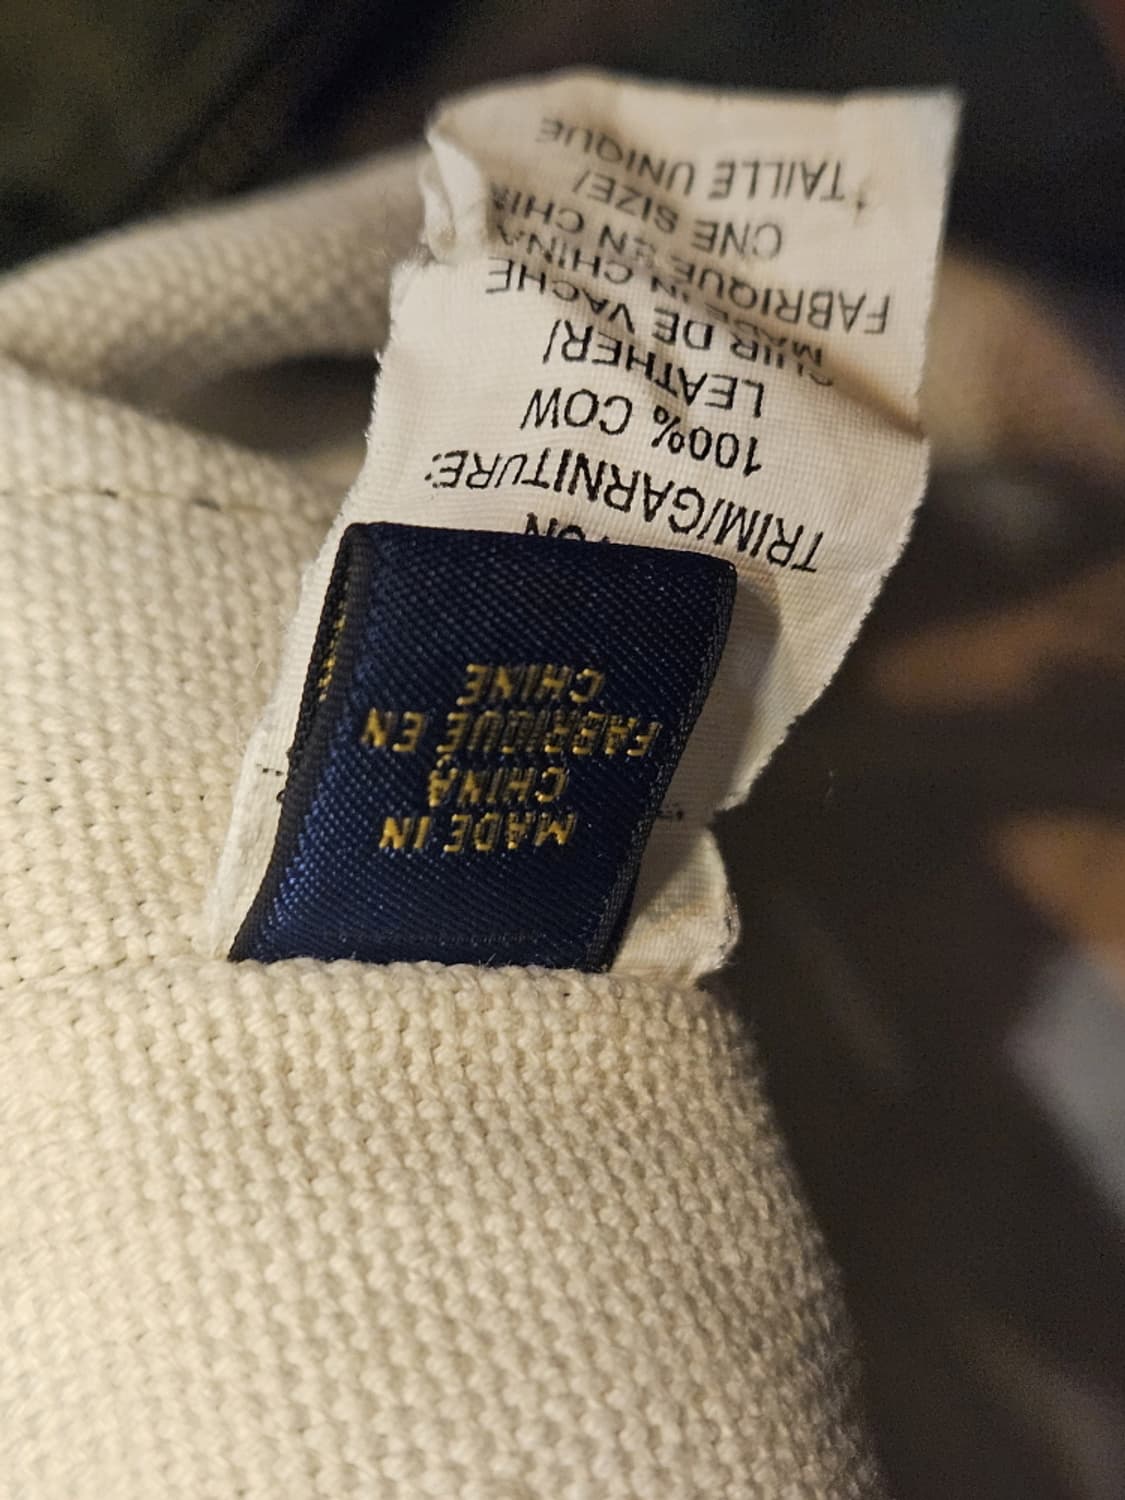 TRIM/GARNITURE:
100% COW
LEATHER/
CUIR DE VACHE
MADE IN CHINA
FABRIQUE EN
ONE SIZE/
TAILLE UNIQUE
MADE IN
CHINA
FABRIQUÉ EN
CHINE